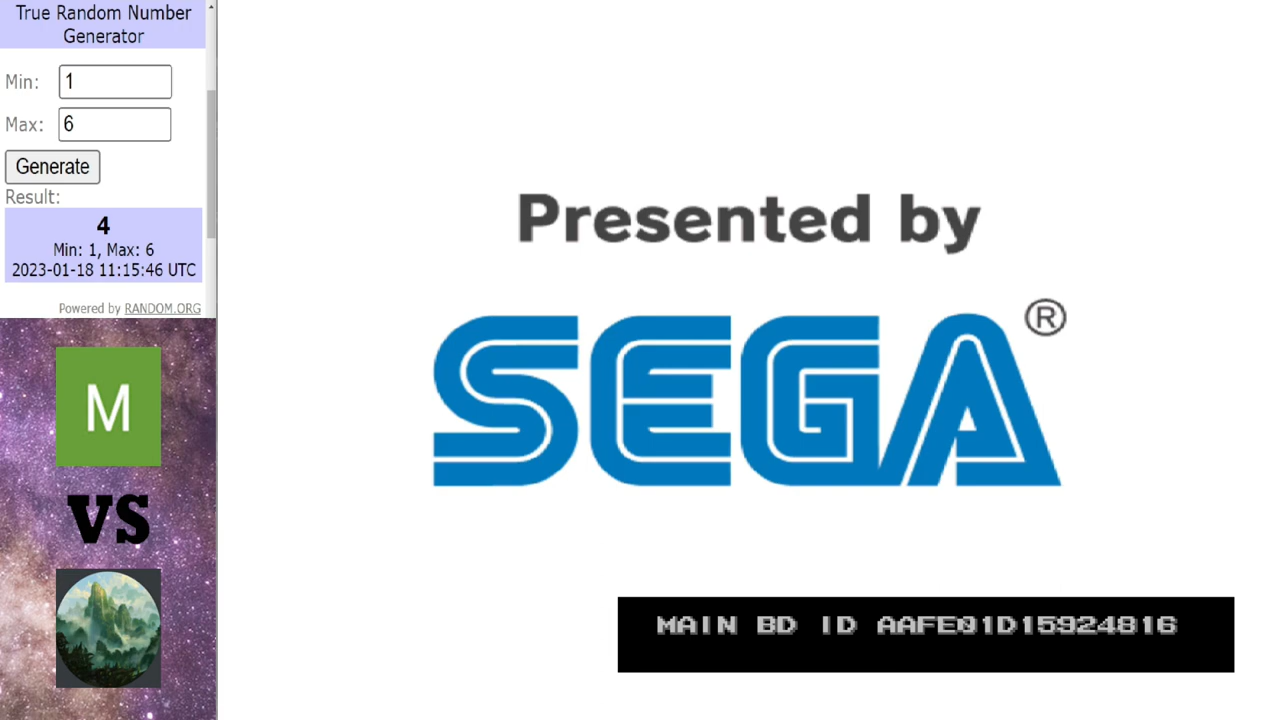 True Random Number
Generator
Min: 1
Max: 6
Generate
Result:
4
Min: 1, Max: 6
2023-01-18 11:15:46 UTC
Powered by RANDOM.ORG
M
VS
Presented by
SEGA®
MAIN BD ID AAFE01D15924816